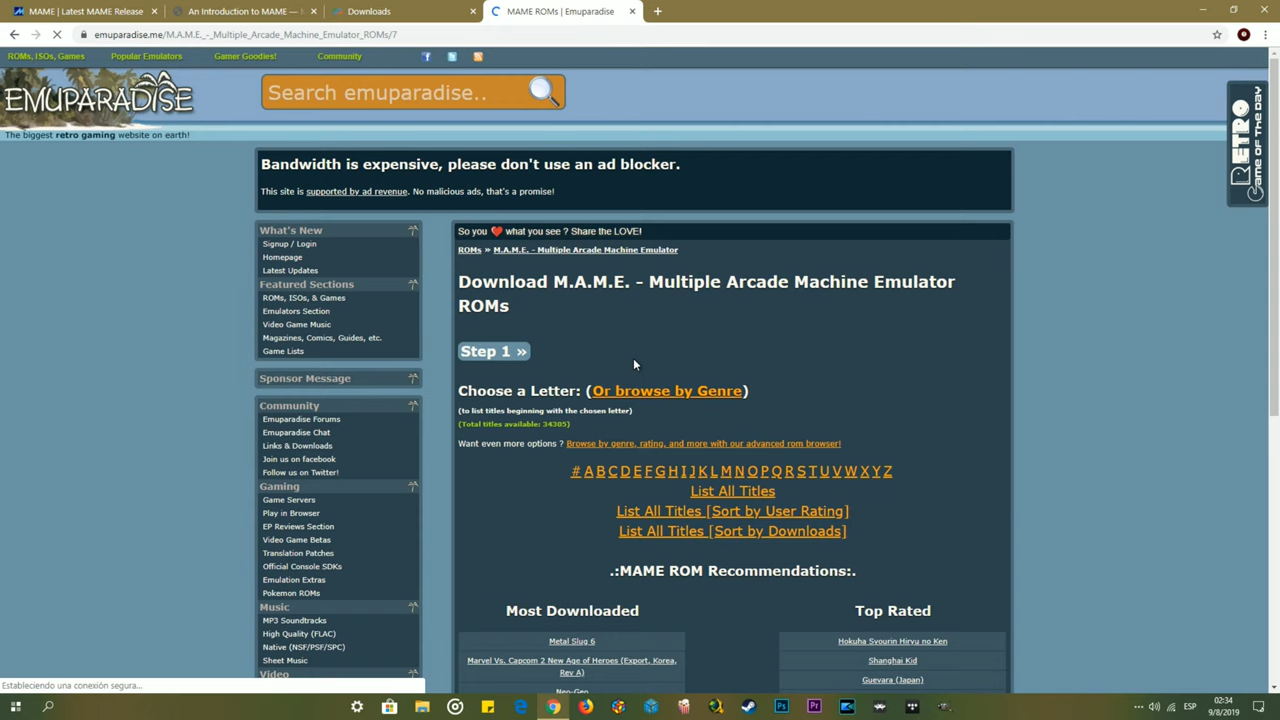 MAME | Latest MAME Release
An Introduction to MAME — M
Downloads
MAME ROMs | Emuparadise
emuparadise.me/M.A.M.E._-_Multiple_Arcade_Machine_Emulator_ROMs/7
ROMs, ISOs, Games
Popular Emulators
Gamer Goodies!
Community
EMUPARADISE
Search emuparadise..
The biggest retro gaming website on earth!
RETRO
Game OF THE DAY
Bandwidth is expensive, please don't use an ad blocker.
This site is supported by ad revenue. No malicious ads, that's a promise!
What's New
Signup / Login
Homepage
Latest Updates
Featured Sections
ROMs, ISOs, & Games
Emulators Section
Video Game Music
Magazines, Comics, Guides, etc.
Game Lists
Sponsor Message
Community
Emuparadise Forums
Emuparadise Chat
Links & Downloads
Join us on facebook
Follow us on Twitter!
Gaming
Game Servers
Play in Browser
EP Reviews Section
Video Game Betas
Translation Patches
Official Console SDKs
Emulation Extras
Pokemon ROMs
Music
MP3 Soundtracks
High Quality (FLAC)
Native (NSF/PSF/SPC)
Sheet Music
Video
So you ❤ what you see ? Share the LOVE!
ROMs » M.A.M.E. - Multiple Arcade Machine Emulator
Download M.A.M.E. - Multiple Arcade Machine Emulator
ROMs
Step 1 »
Choose a Letter: (Or browse by Genre)
(to list titles beginning with the chosen letter)
(Total titles available: 34305)
Want even more options ? Browse by genre, rating, and more with our advanced rom browser!
# A B C D E F G H I J K L M N O P Q R S T U V W X Y Z
List All Titles
List All Titles [Sort by User Rating]
List All Titles [Sort by Downloads]
.:MAME ROM Recommendations:.
Most Downloaded
Metal Slug 6
Marvel Vs. Capcom 2 New Age of Heroes (Export, Korea,
Rev A)
Neo-Geo
Top Rated
Hokuha Syourin Hiryu no Ken
Shanghai Kid
Guevara (Japan)
Estableciendo una conexión segura...
ESP
02:34
9/8/2019